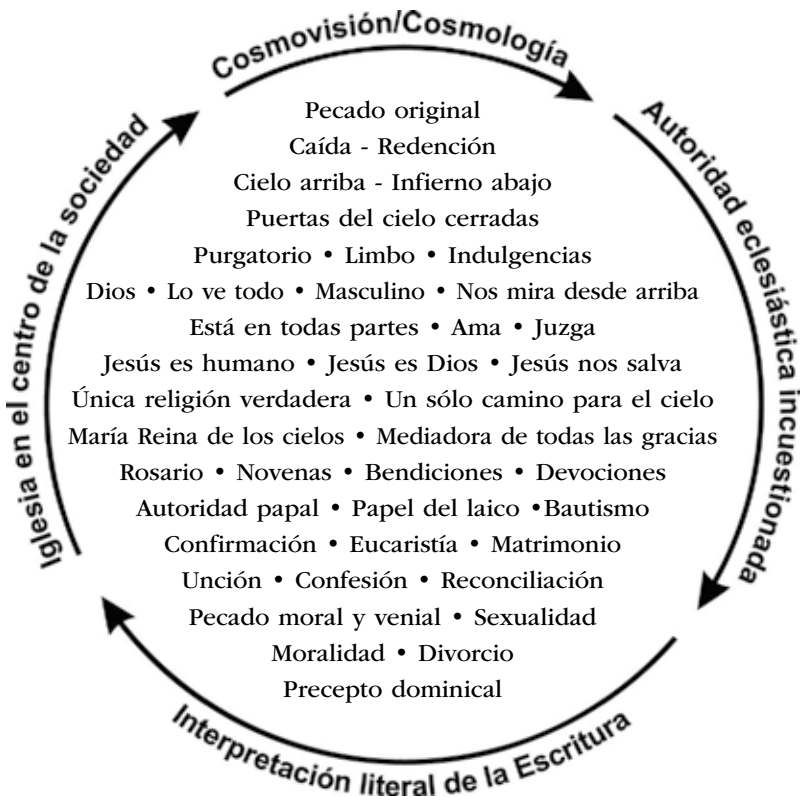 Cosmovisión/Cosmología
Autoridad eclesiástica incuestionada
Interpretación literal de la Escritura
Iglesia en el centro de la sociedad
Pecado original
Caída - Redención
Cielo arriba - Infierno abajo
Puertas del cielo cerradas
Purgatorio • Limbo • Indulgencias
Dios • Lo ve todo • Masculino • Nos mira desde arriba
Está en todas partes • Ama • Juzga
Jesús es humano • Jesús es Dios • Jesús nos salva
Única religión verdadera • Un sólo camino para el cielo
María Reina de los cielos • Mediadora de todas las gracias
Rosario • Novenas • Bendiciones • Devociones
Autoridad papal • Papel del laico •Bautismo
Confirmación • Eucaristía • Matrimonio
Unción • Confesión • Reconciliación
Pecado moral y venial • Sexualidad
Moralidad • Divorcio
Precepto dominical